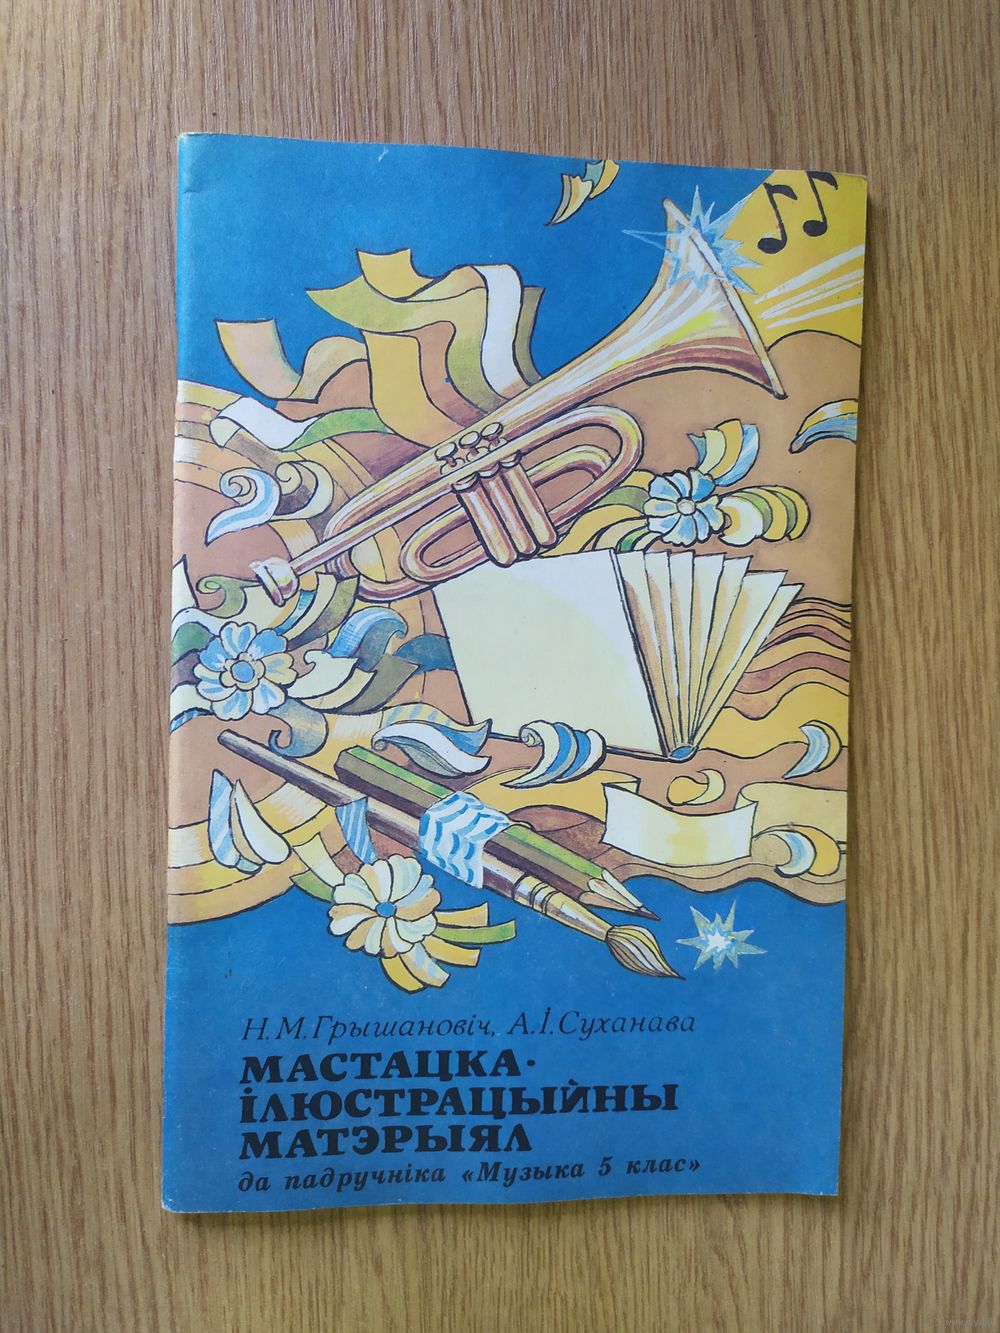 Н. М. Грышановіч, А. І. Суханава
МАСТАЦКА-
ІЛЮСТРАЦЫЙНЫ
МАТЭРЫЯЛ
да падручніка «Музыка 5 клас»